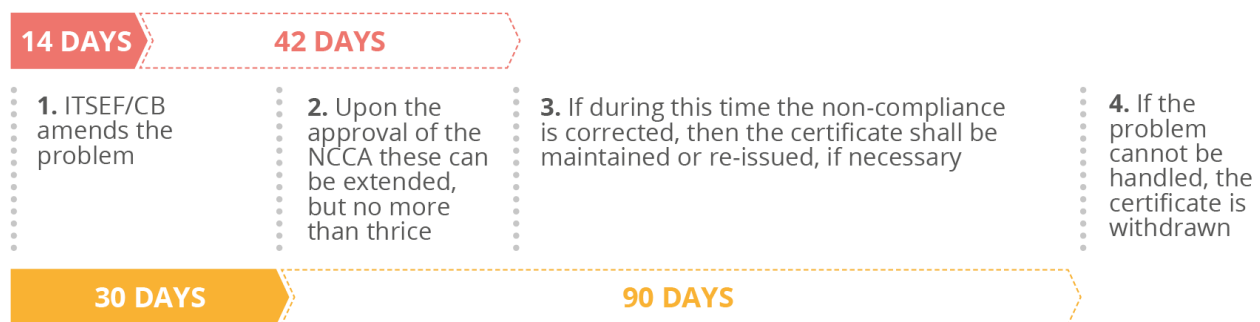 14 DAYS
42 DAYS
1. ITSEF/CB
amends the
problem
2. Upon the
approval of the
NCCA these can
be extended,
but no more
than thrice
3. If during this time the non-compliance
is corrected, then the certificate shall be
maintained or re-issued, if necessary
4. If the
problem
cannot be
handled, the
certificate is
withdrawn
30 DAYS
90 DAYS